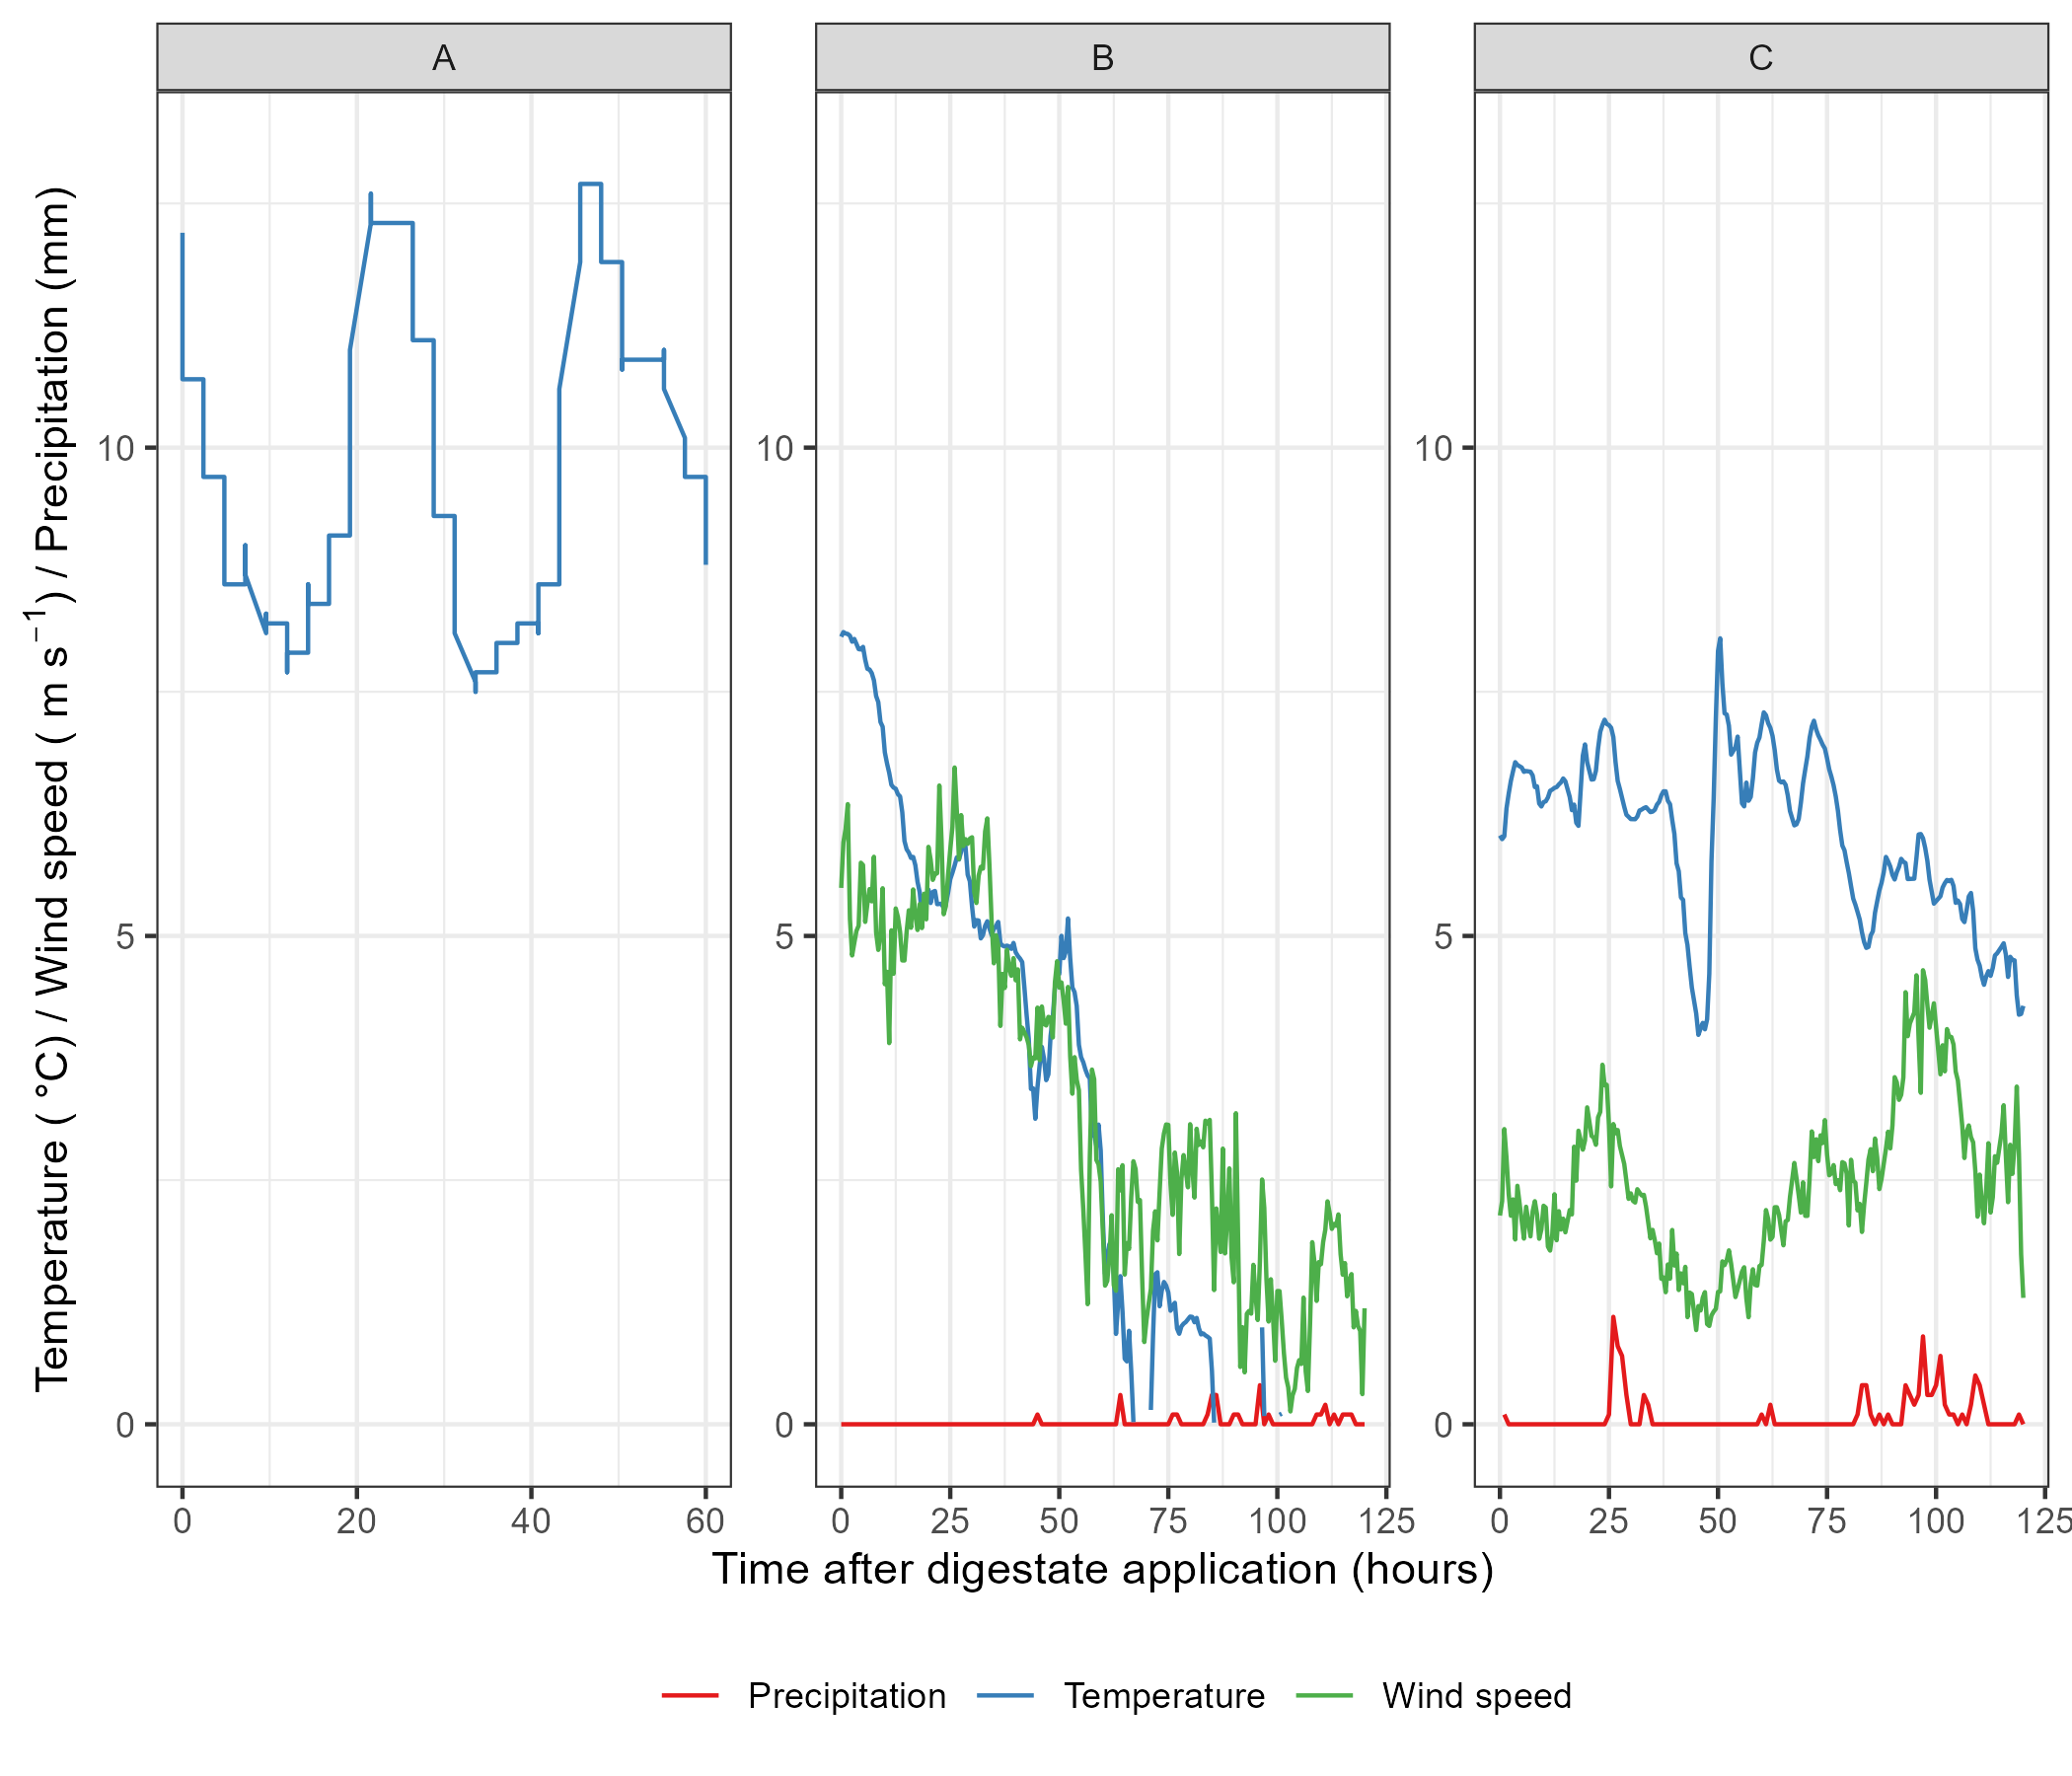 A
B
C
Temperature ( °C) / Wind speed ( m s⁻¹) / Precipitation (mm)
10
5
0
10
5
0
10
5
0
0 20 40 60
0 25 50 75 100 125
0 25 50 75 100 125
Time after digestate application (hours)
Precipitation Temperature Wind speed